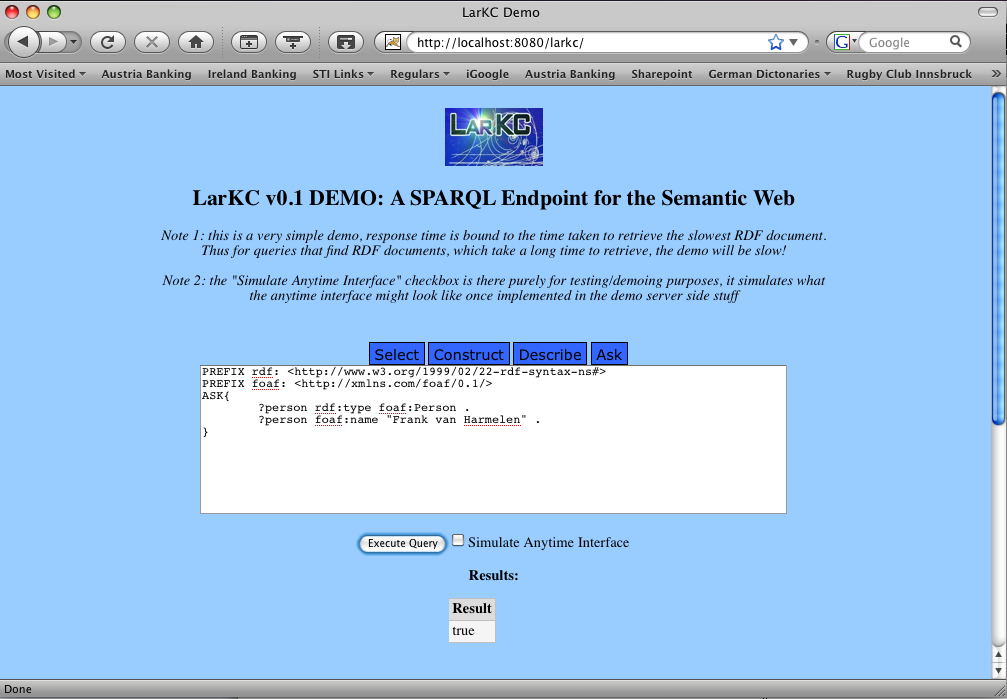 LarKC Demo
http://localhost:8080/larkc/
G
Google
Most Visited Austria Banking Ireland Banking STI Links Regulars iGoogle Austria Banking Sharepoint German Dictonaries Rugby Club Innsbruck »
LARKC
LarKC v0.1 DEMO: A SPARQL Endpoint for the Semantic Web
Note 1: this is a very simple demo, response time is bound to the time taken to retrieve the slowest RDF document.
Thus for queries that find RDF documents, which take a long time to retrieve, the demo will be slow!
Note 2: the "Simulate Anytime Interface" checkbox is there purely for testing/demoing purposes, it simulates what
the anytime interface might look like once implemented in the demo server side stuff
Select Construct Describe Ask
PREFIX rdf: <http://www.w3.org/1999/02/22-rdf-syntax-ns#>
PREFIX foaf: <http://xmlns.com/foaf/0.1/>
ASK{
?person rdf:type foaf:Person .
?person foaf:name "Frank van Harmelen" .
}
Execute Query Simulate Anytime Interface
Results:
Result
true
Done